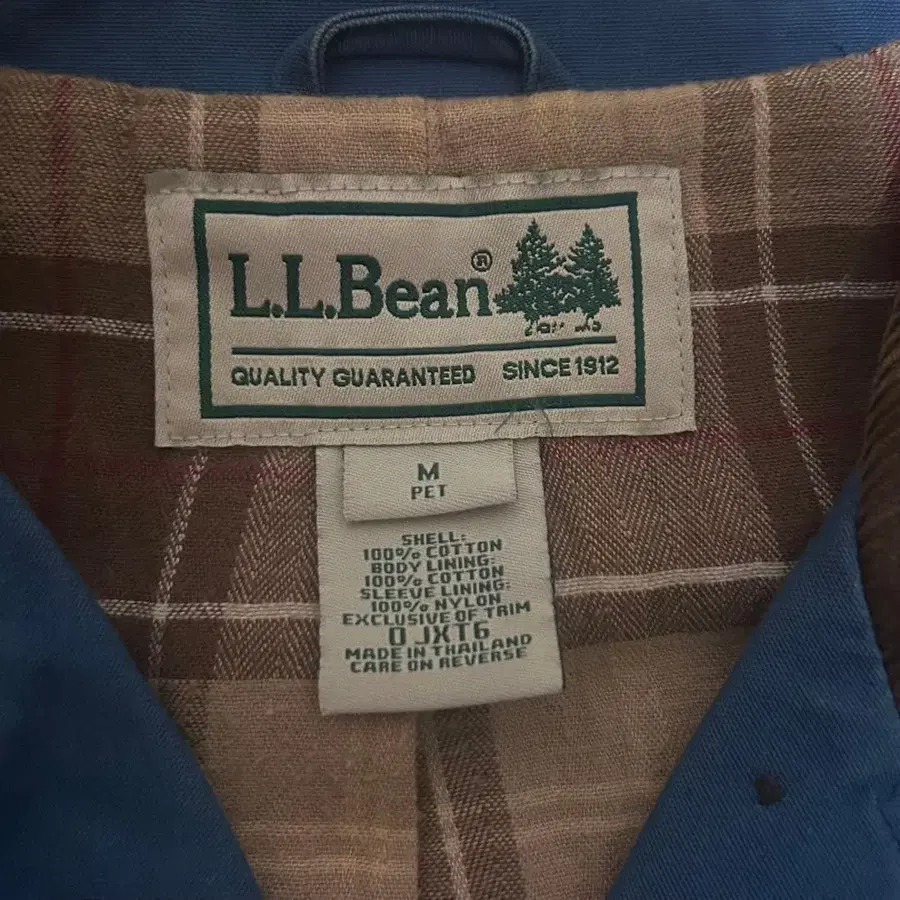 L.L.Bean®
QUALITY GUARANTEED SINCE 1912
M
PET
SHELL:
100% COTTON
BODY LINING:
100% COTTON
SLEEVE LINING:
100% NYLON
EXCLUSIVE OF TRIM
0 JXT6
MADE IN THAILAND
CARE ON REVERSE